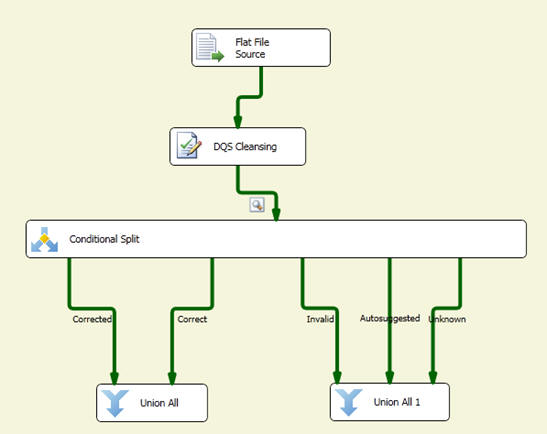 Flat File
Source
DQS Cleansing
Conditional Split
Corrected
Correct
Invalid
Autosuggested
Unknown
Union All
Union All 1